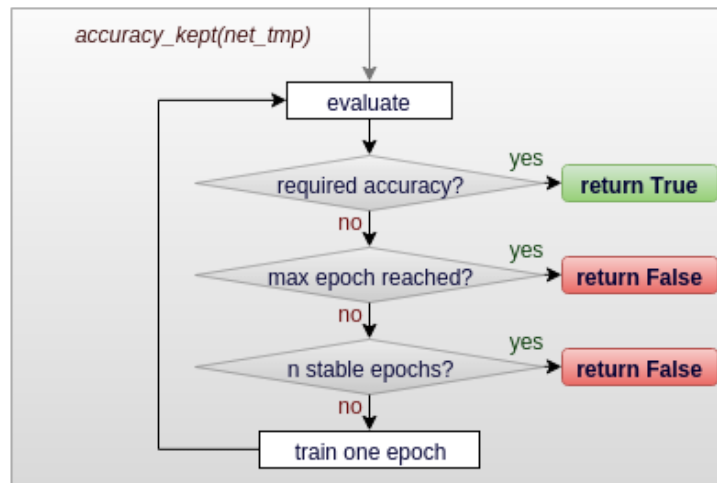 accuracy_kept(net_tmp)
evaluate
yes
required accuracy?
return True
no
yes
max epoch reached?
return False
no
yes
n stable epochs?
return False
no
train one epoch